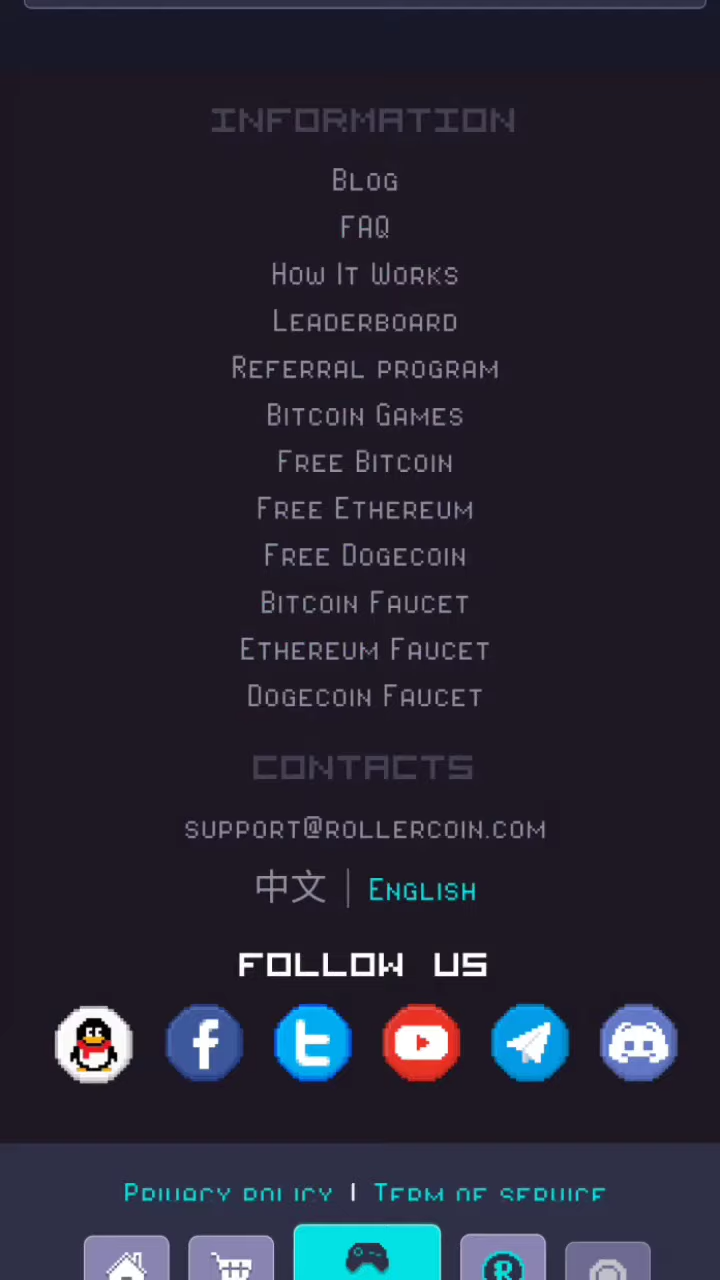 INFORMATION
Blog
FAQ
How It Works
Leaderboard
Referral program
Bitcoin Games
Free Bitcoin
Free Ethereum
Free Dogecoin
Bitcoin Faucet
Ethereum Faucet
Dogecoin Faucet
CONTACTS
support@rollercoin.com
中文 | English
FOLLOW US
Privacy policy | Term of service